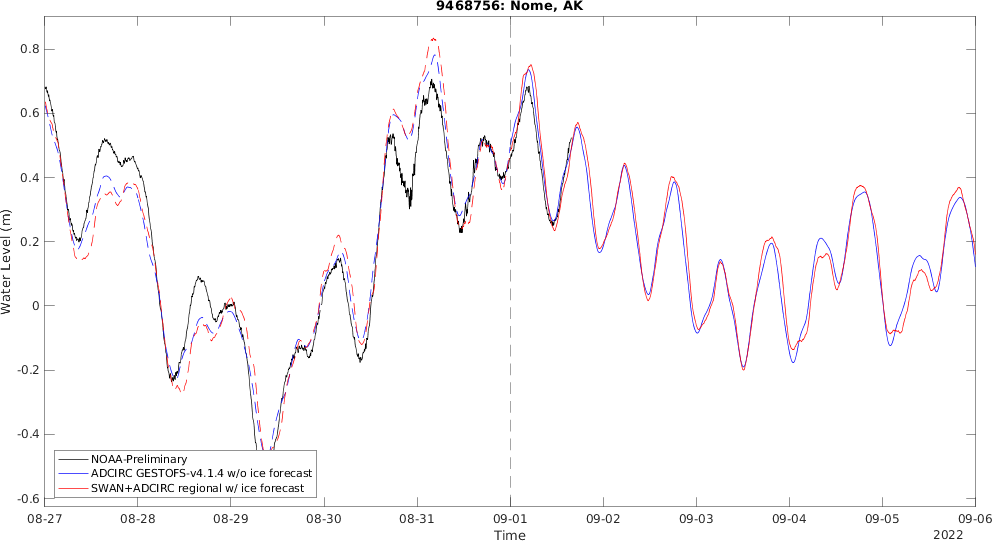 9468756: Nome, AK
Water Level (m)
0.8
0.6
0.4
0.2
0
-0.2
-0.4
-0.6
NOAA-Preliminary
ADCIRC GESTOFS-v4.1.4 w/o ice forecast
SWAN+ADCIRC regional w/ ice forecast
08-27 08-28 08-29 08-30 08-31 09-01 09-02 09-03 09-04 09-05 09-06
Time
2022